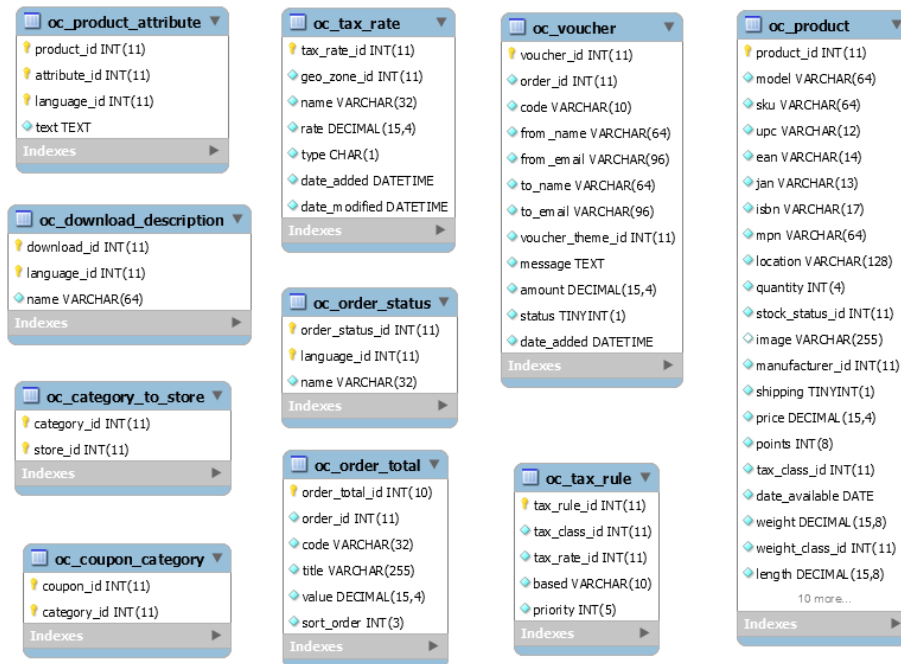 oc_product_attribute
product_id INT(11)
attribute_id INT(11)
language_id INT(11)
text TEXT
Indexes
oc_download_description
download_id INT(11)
language_id INT(11)
name VARCHAR(64)
Indexes
oc_category_to_store
category_id INT(11)
store_id INT(11)
Indexes
oc_coupon_category
coupon_id INT(11)
category_id INT(11)
Indexes
oc_tax_rate
tax_rate_id INT(11)
geo_zone_id INT(11)
name VARCHAR(32)
rate DECIMAL(15,4)
type CHAR(1)
date_added DATETIME
date_modified DATETIME
Indexes
oc_order_status
order_status_id INT(11)
language_id INT(11)
name VARCHAR(32)
Indexes
oc_order_total
order_total_id INT(10)
order_id INT(11)
code VARCHAR(32)
title VARCHAR(255)
value DECIMAL(15,4)
sort_order INT(3)
Indexes
oc_voucher
voucher_id INT(11)
order_id INT(11)
code VARCHAR(10)
from_name VARCHAR(64)
from_email VARCHAR(96)
to_name VARCHAR(64)
to_email VARCHAR(96)
voucher_theme_id INT(11)
message TEXT
amount DECIMAL(15,4)
status TINYINT(1)
date_added DATETIME
Indexes
oc_tax_rule
tax_rule_id INT(11)
tax_class_id INT(11)
tax_rate_id INT(11)
based VARCHAR(10)
priority INT(5)
Indexes
oc_product
product_id INT(11)
model VARCHAR(64)
sku VARCHAR(64)
upc VARCHAR(12)
ean VARCHAR(14)
jan VARCHAR(13)
isbn VARCHAR(17)
mpn VARCHAR(64)
location VARCHAR(128)
quantity INT(4)
stock_status_id INT(11)
image VARCHAR(255)
manufacturer_id INT(11)
shipping TINYINT(1)
price DECIMAL(15,4)
points INT(8)
tax_class_id INT(11)
date_available DATE
weight DECIMAL(15,8)
weight_class_id INT(11)
length DECIMAL(15,8)
10 more...
Indexes